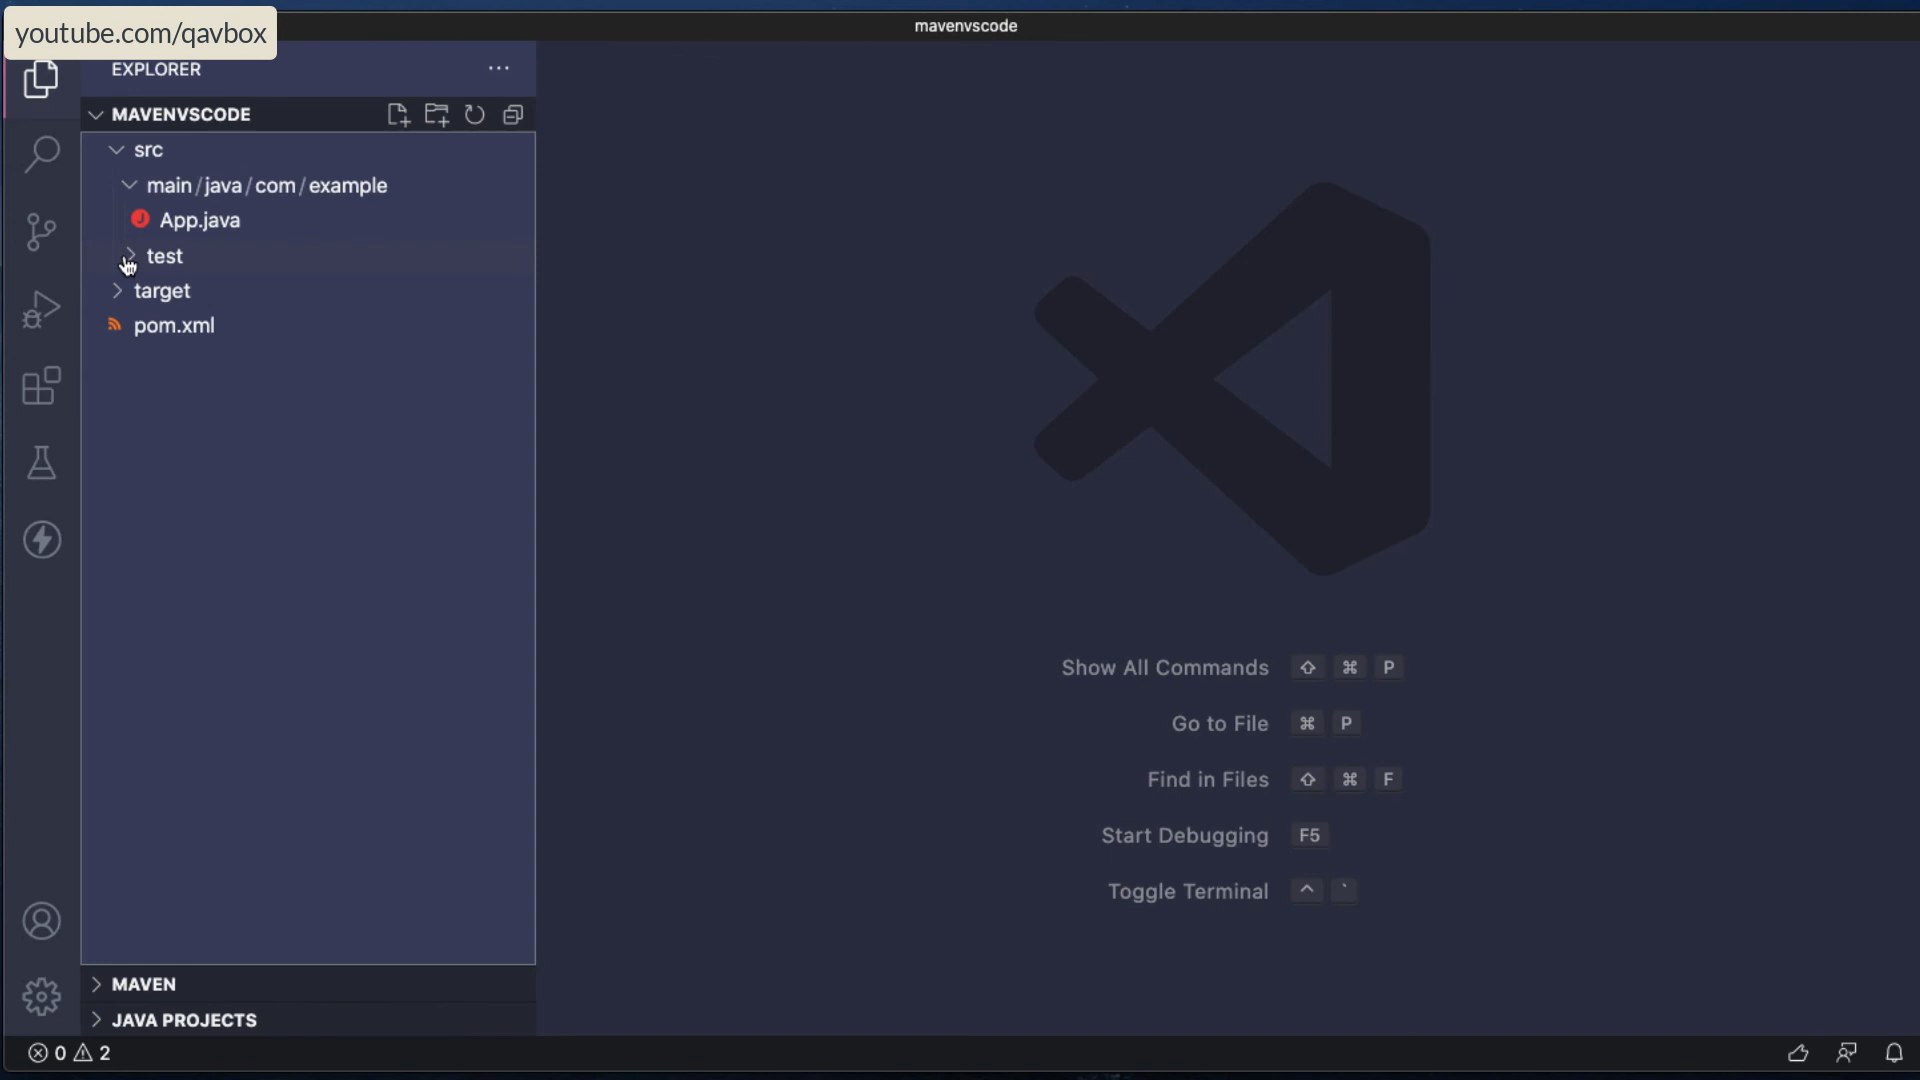 mavenvscode
youtube.com/qavbox
EXPLORER
MAVENVSCODE
src
main/java/com/example
App.java
test
target
pom.xml
Show All Commands ⇧ ⌘ P
Go to File ⌘ P
Find in Files ⇧ ⌘ F
Start Debugging F5
Toggle Terminal ^ `
MAVEN
JAVA PROJECTS
0 2